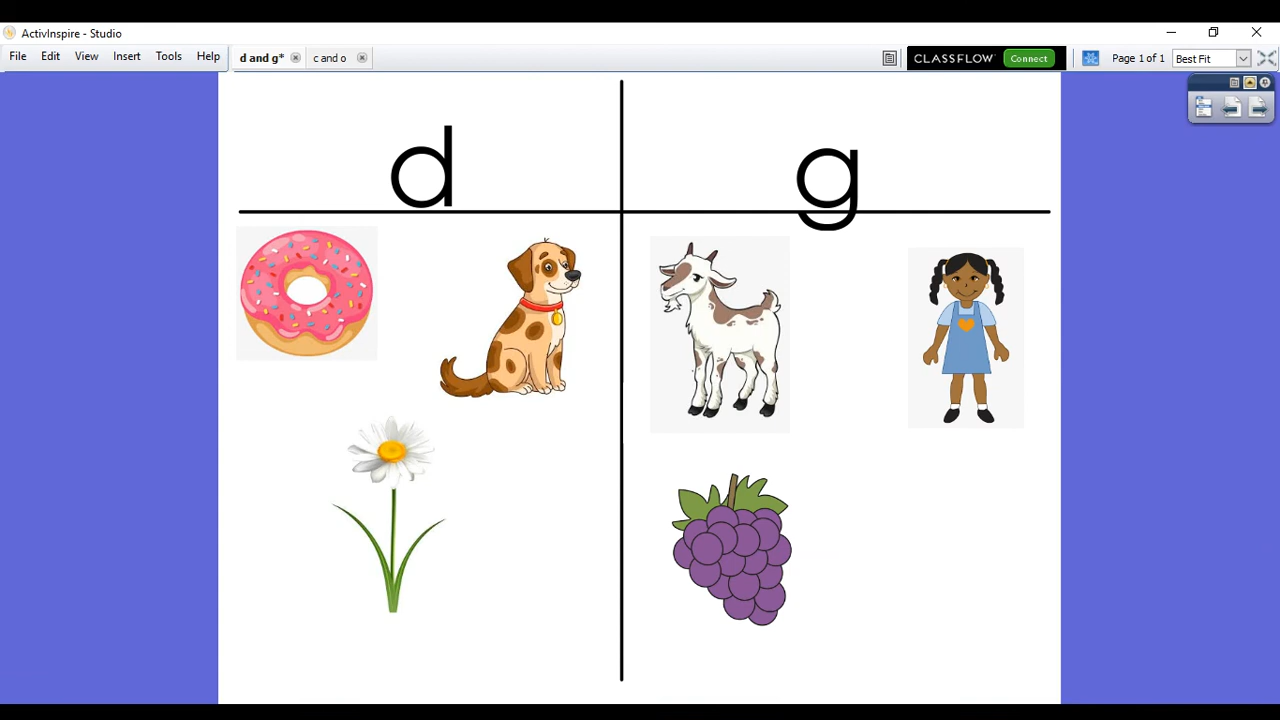 ActivInspire - Studio
File Edit View Insert Tools Help d and g* c and o CLASSFLOW Connect Page 1 of 1 Best Fit
d g